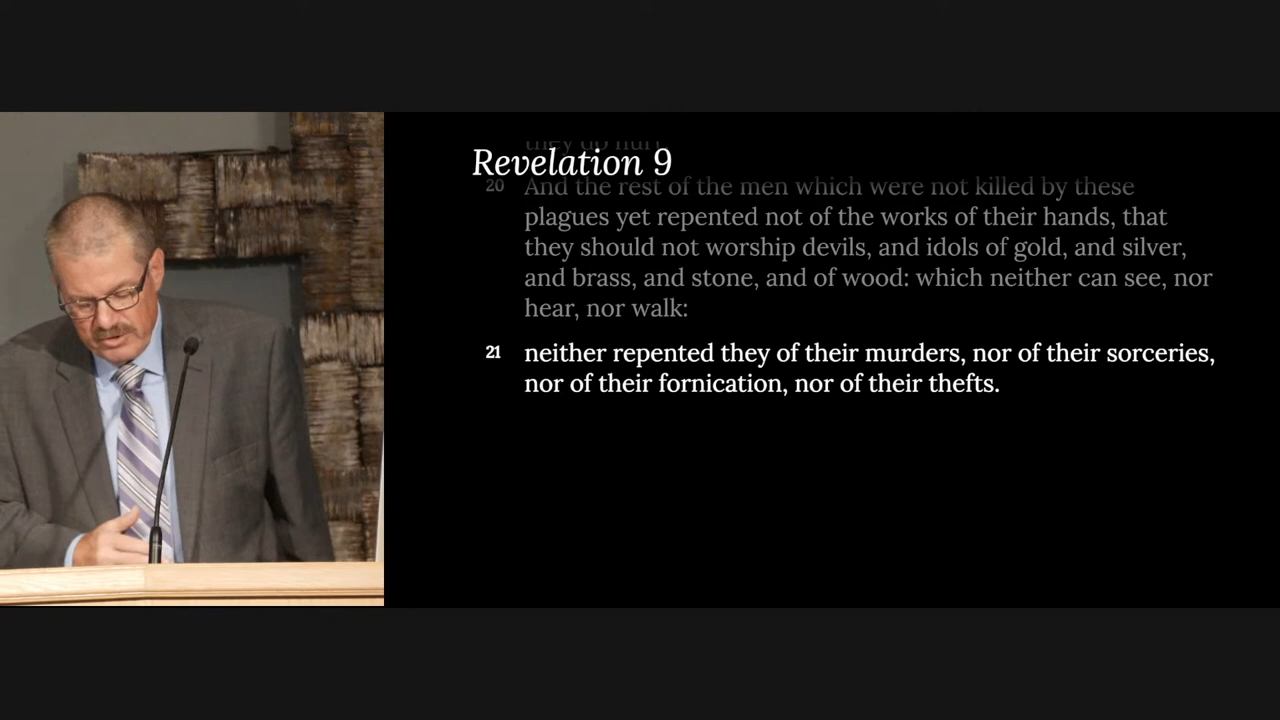 they do hurt
Revelation 9
20 And the rest of the men which were not killed by these
plagues yet repented not of the works of their hands, that
they should not worship devils, and idols of gold, and silver,
and brass, and stone, and of wood: which neither can see, nor
hear, nor walk:
21 neither repented they of their murders, nor of their sorceries,
nor of their fornication, nor of their thefts.